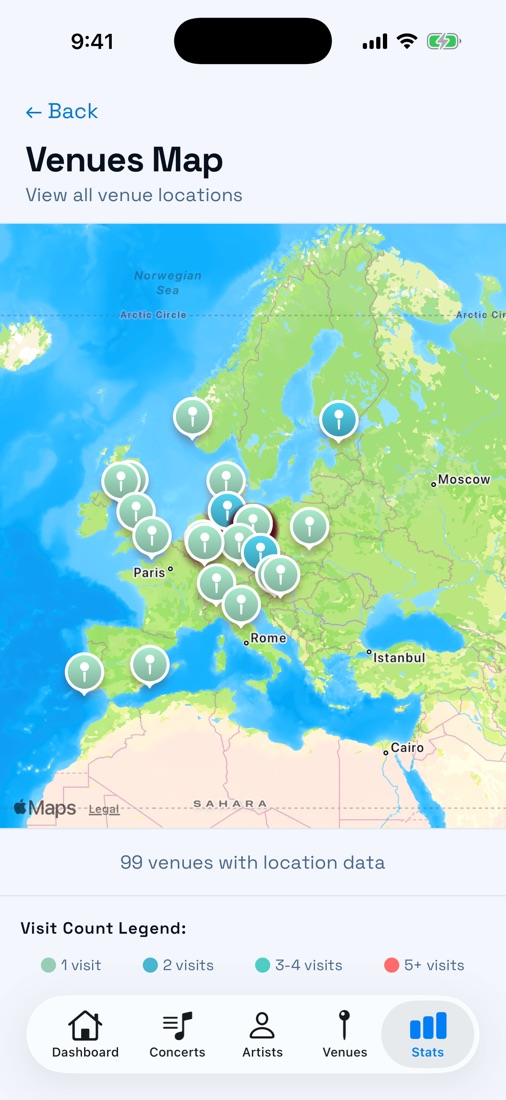 9:41
← Back
Venues Map
View all venue locations
Norwegian
Sea
Arctic Circle
Arctic Cir
Moscow
Paris
Rome
Istanbul
Cairo
SAHARA
Maps Legal
99 venues with location data
Visit Count Legend:
1 visit 2 visits 3-4 visits 5+ visits
Dashboard Concerts Artists Venues Stats